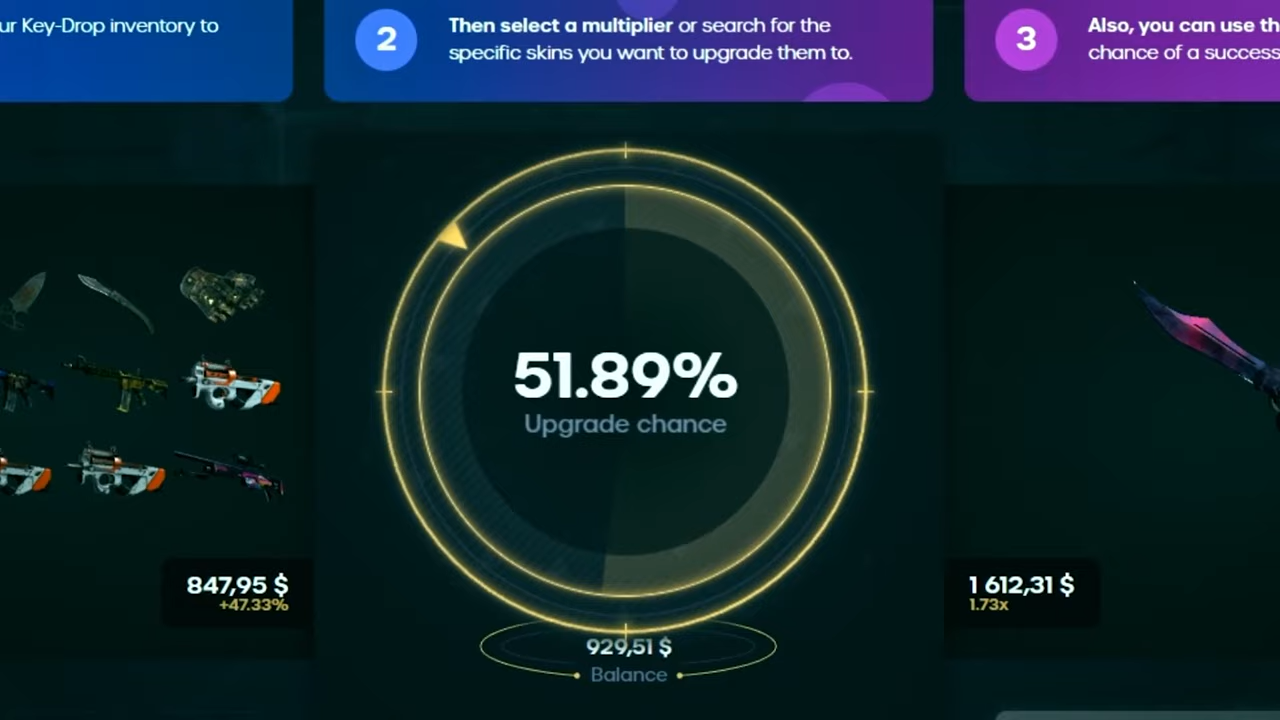 ur Key-Drop inventory to
2
Then select a multiplier or search for the
specific skins you want to upgrade them to.
3
Also, you can use th
chance of a success
51.89%
Upgrade chance
847,95 $
+47.33%
1 612,31 $
1.73x
929,51 $
Balance